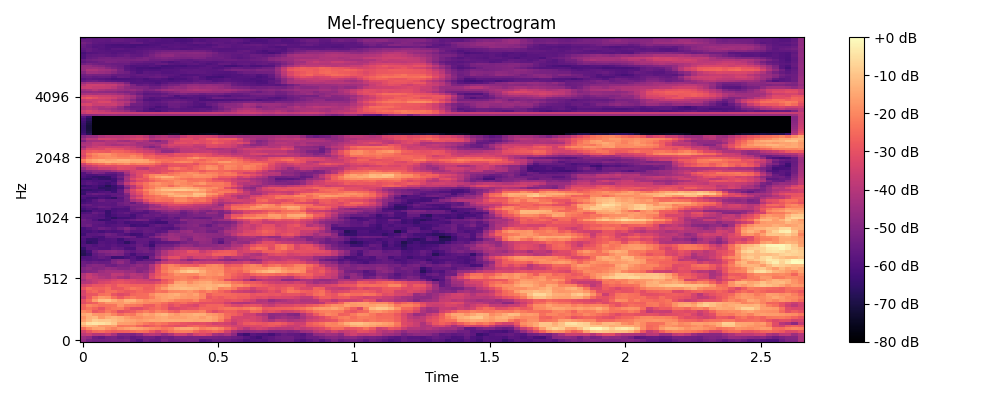 Mel-frequency spectrogram
+0 dB
-10 dB
-20 dB
-30 dB
-40 dB
-50 dB
-60 dB
-70 dB
-80 dB
Hz
4096
2048
1024
512
0
0
0.5
1
1.5
2
2.5
Time